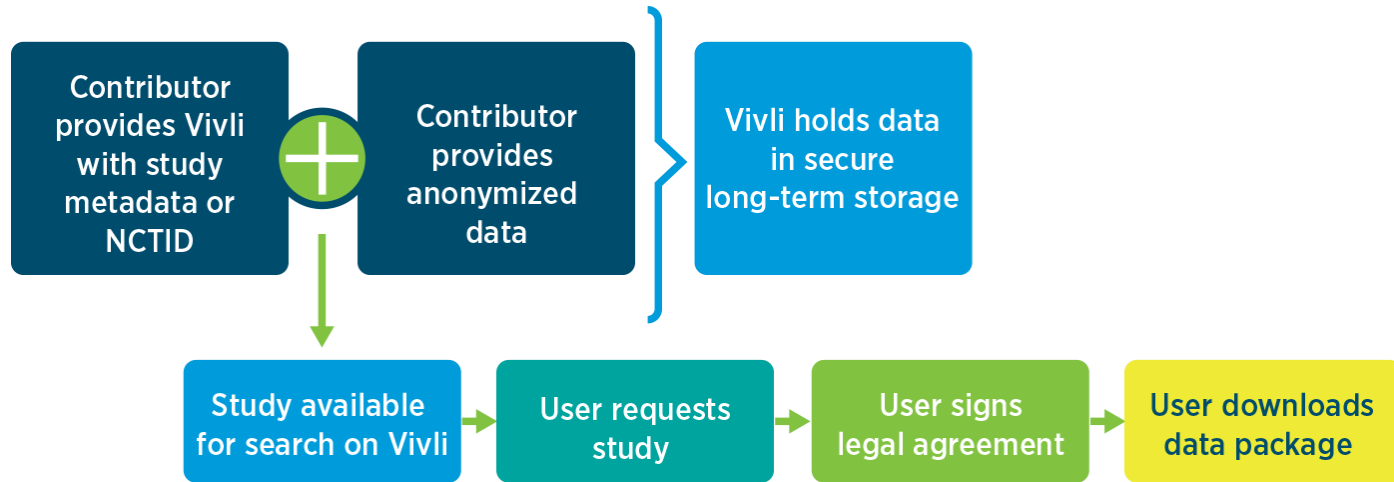 Contributor
provides Vivli
with study
metadata or
NCTID
Contributor
provides
anonymized
data
Vivli holds data
in secure
long-term storage
Study available
for search on Vivli
User requests
study
User signs
legal agreement
User downloads
data package